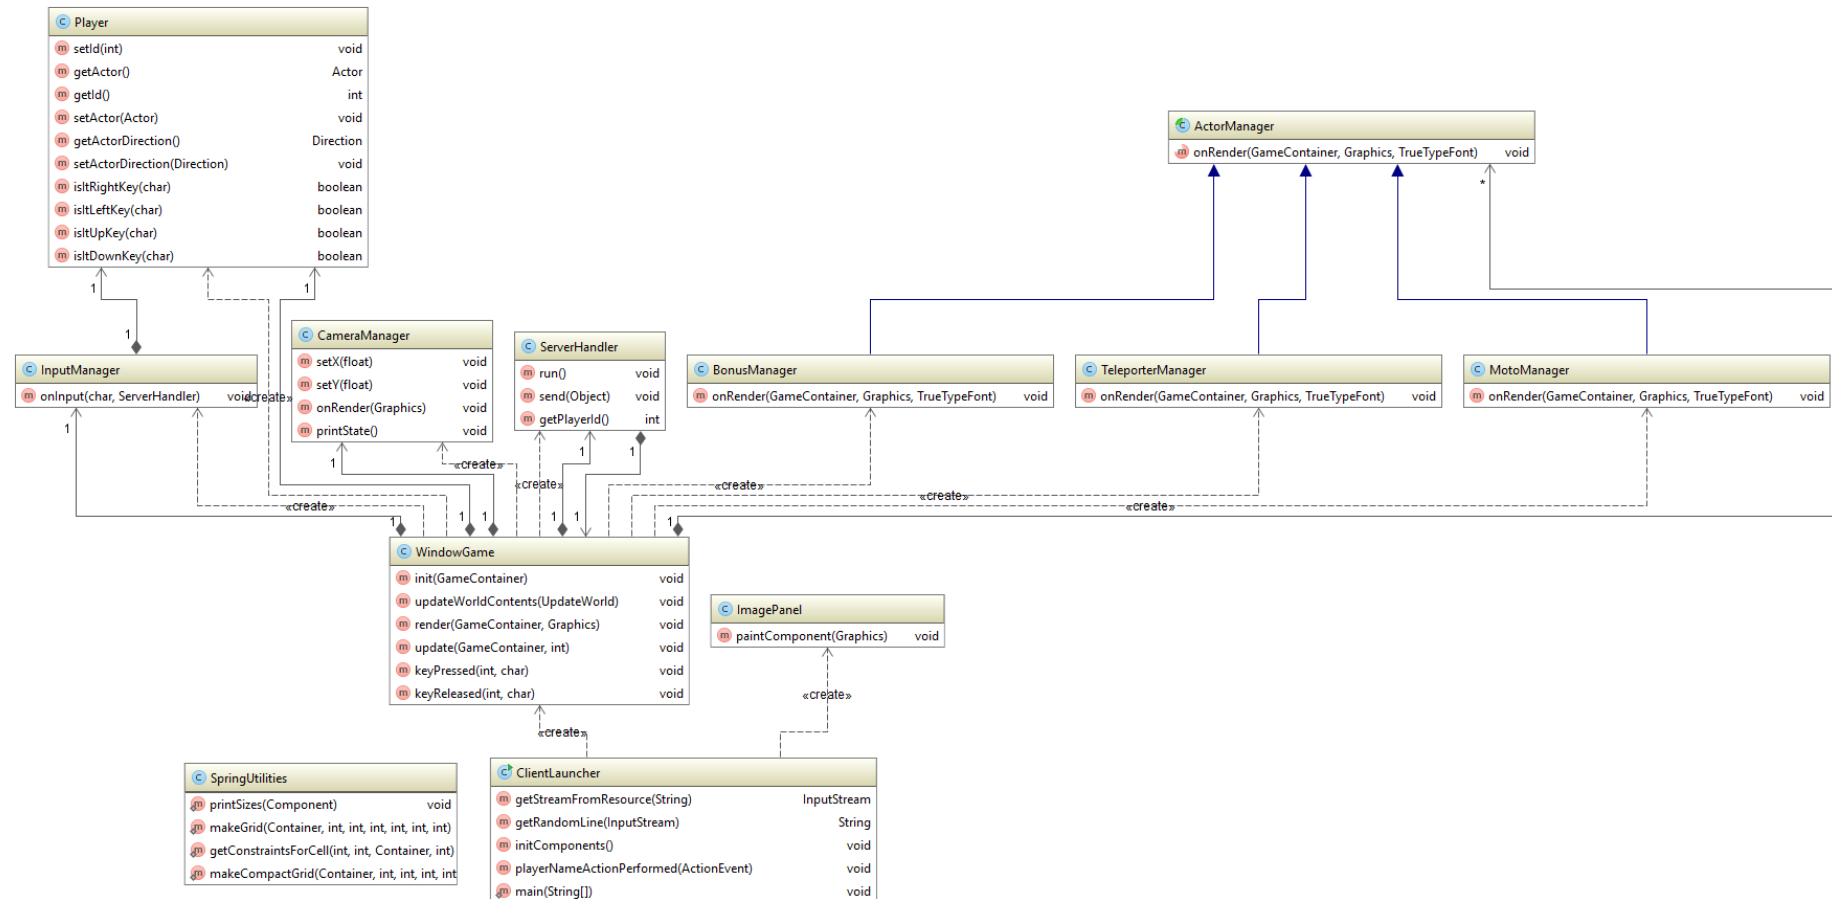 Player
setId(int) void
getActor() Actor
getId() int
setActor(Actor) void
getActorDirection() Direction
setActorDirection(Direction) void
isItRightKey(char) boolean
isItLeftKey(char) boolean
isItUpKey(char) boolean
isItDownKey(char) boolean
ActorManager
onRender(GameContainer, Graphics, TrueTypeFont) void
*
1
1
1
InputManager
onInput(char, ServerHandler) void
«create»
CameraManager
setX(float) void
setY(float) void
onRender(Graphics) void
printState() void
ServerHandler
run() void
send(Object) void
getPlayerId() int
BonusManager
onRender(GameContainer, Graphics, TrueTypeFont) void
TeleporterManager
onRender(GameContainer, Graphics, TrueTypeFont) void
MotoManager
onRender(GameContainer, Graphics, TrueTypeFont) void
1
1
1
1
«create»
«create»
«create»
«create»
«create»
«create»
1
1
1
1
1
1
WindowGame
init(GameContainer) void
updateWorldContents(UpdateWorld) void
render(GameContainer, Graphics) void
update(GameContainer, int) void
keyPressed(int, char) void
keyReleased(int, char) void
ImagePanel
paintComponent(Graphics) void
«create»
«create»
SpringUtilities
printSizes(Component) void
makeGrid(Container, int, int, int, int, int, int)
getConstraintsForCell(int, int, Container, int)
makeCompactGrid(Container, int, int, int, int
ClientLauncher
getStreamFromResource(String) InputStream
getRandomLine(InputStream) String
initComponents() void
playerNameActionPerformed(ActionEvent) void
main(String[]) void